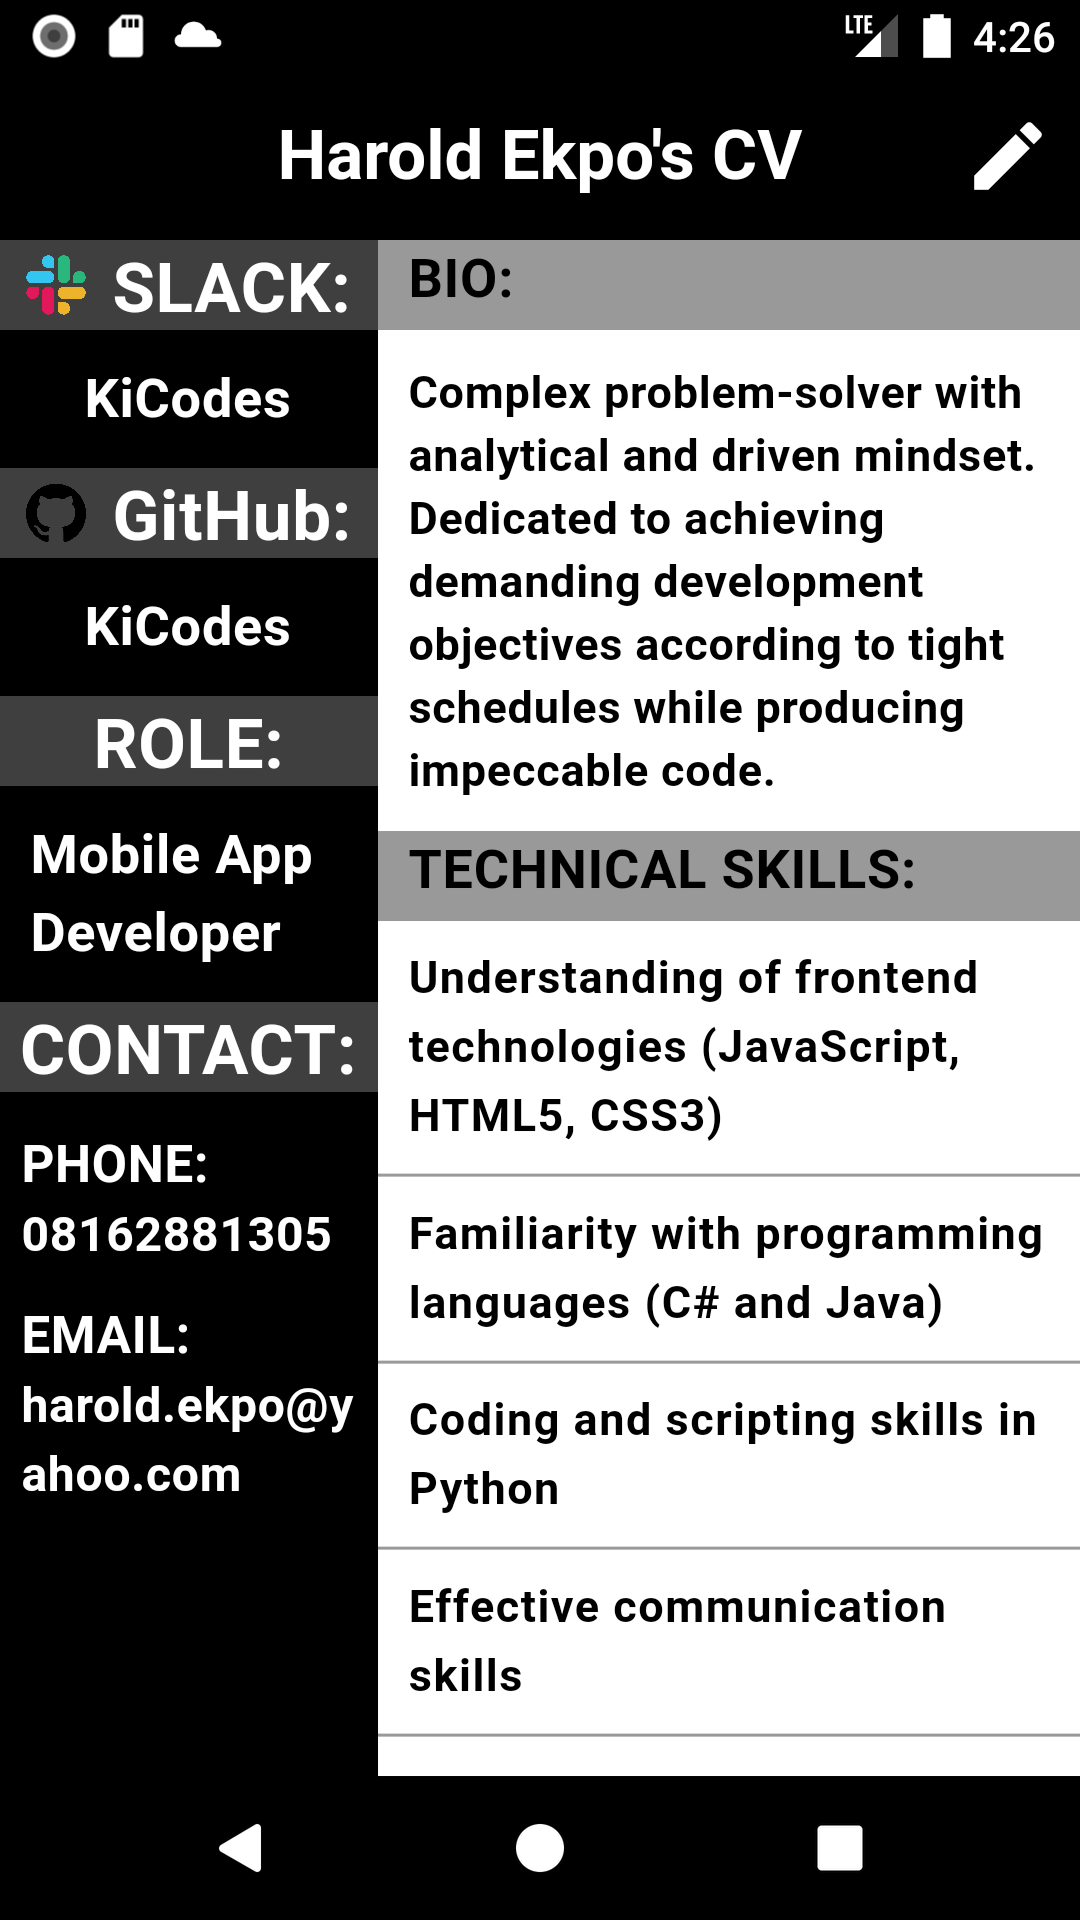 LTE 4:26
Harold Ekpo's CV
SLACK:
KiCodes
GitHub:
KiCodes
ROLE:
Mobile App
Developer
CONTACT:
PHONE:
08162881305
EMAIL:
harold.ekpo@y
ahoo.com
BIO:
Complex problem-solver with
analytical and driven mindset.
Dedicated to achieving
demanding development
objectives according to tight
schedules while producing
impeccable code.
TECHNICAL SKILLS:
Understanding of frontend
technologies (JavaScript,
HTML5, CSS3)
Familiarity with programming
languages (C# and Java)
Coding and scripting skills in
Python
Effective communication
skills